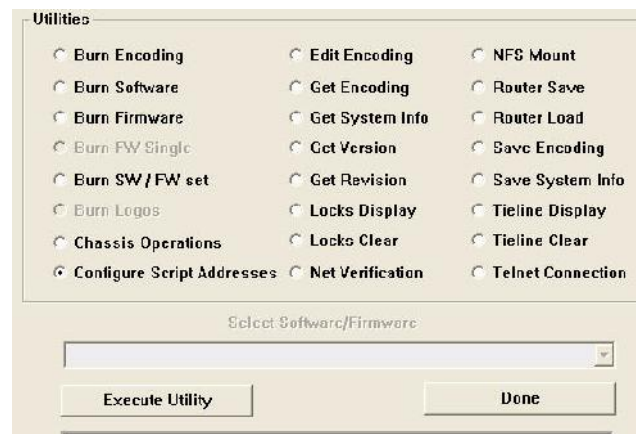 Utilities
Burn Encoding
Burn Software
Burn Firmware
Burn FW Single
Burn SW / FW set
Burn Logos
Chassis Operations
Configure Script Addresses
Edit Encoding
Get Encoding
Get System Info
Get Version
Get Revision
Locks Display
Locks Clear
Net Verification
NFS Mount
Router Save
Router Load
Save Encoding
Save System Info
Tieline Display
Tieline Clear
Telnet Connection
Select Software/Firmware
Execute Utility
Done